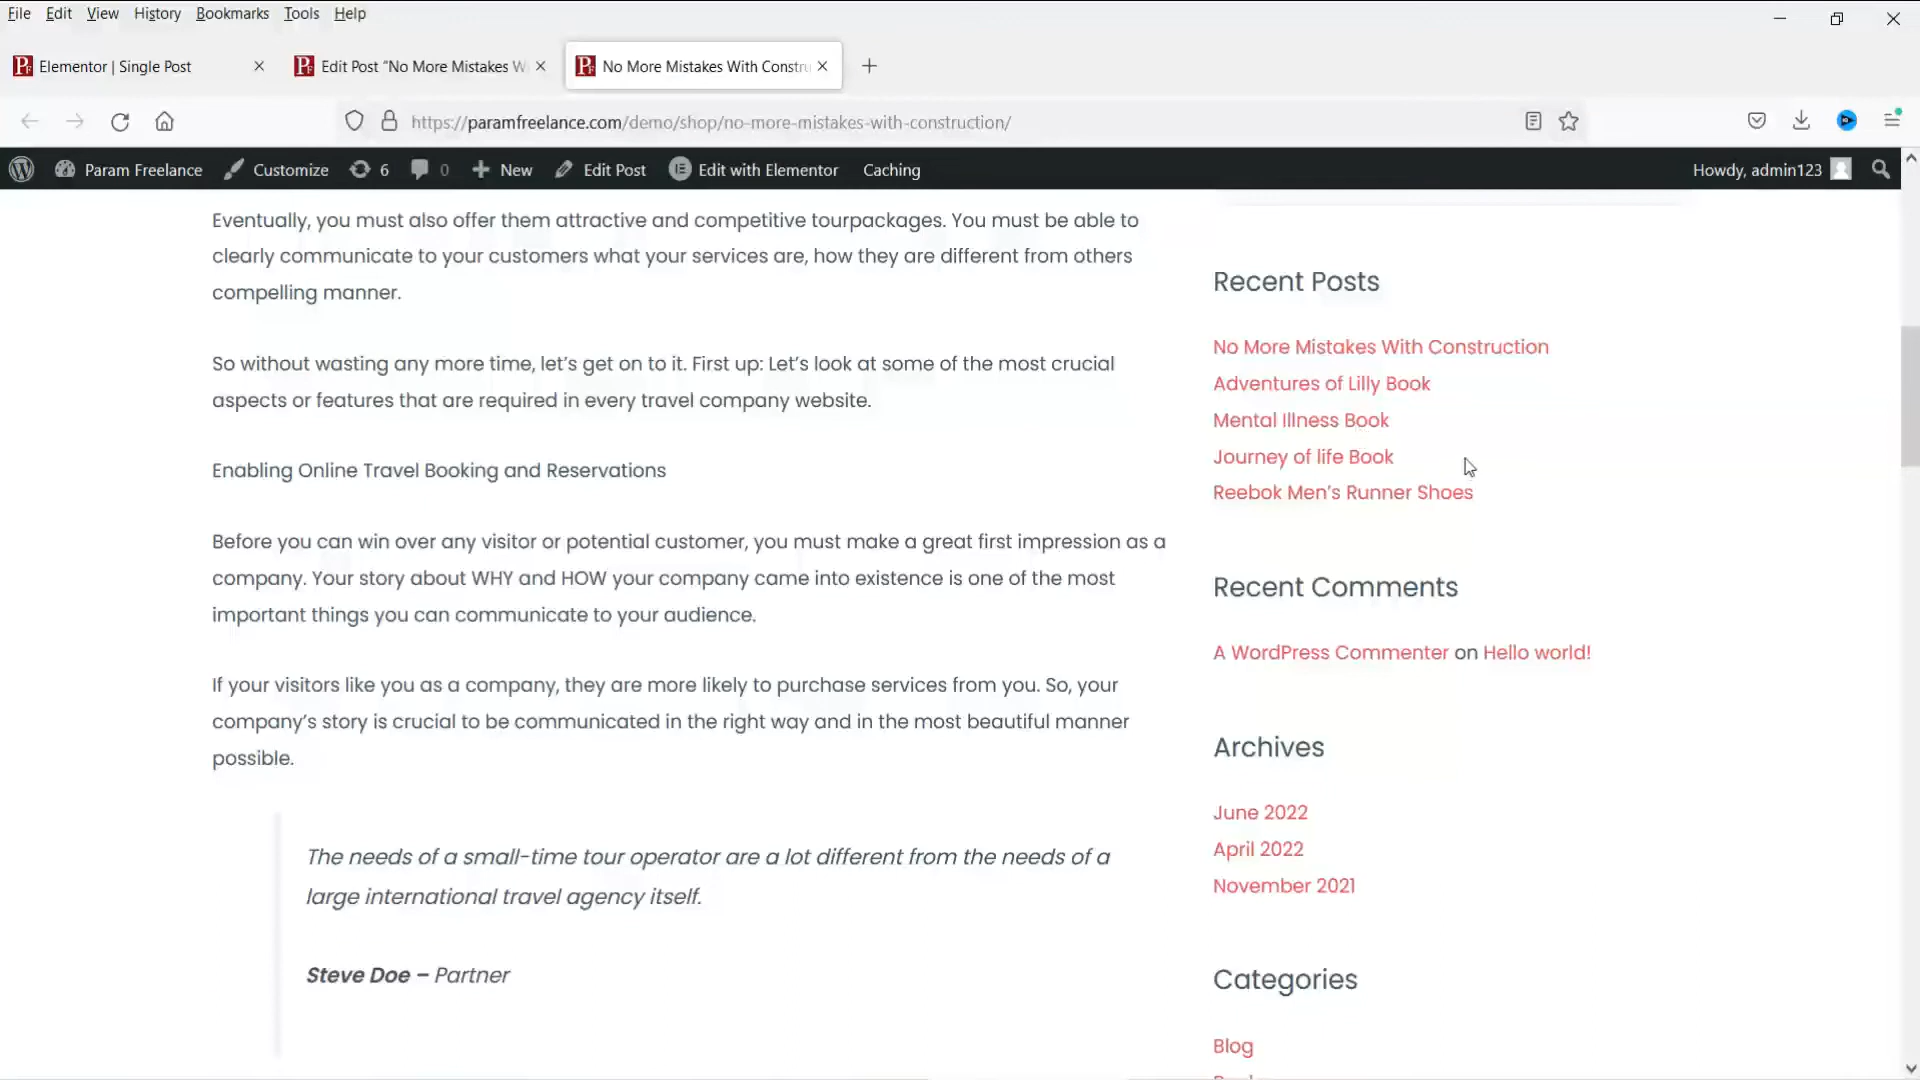 File Edit View History Bookmarks Tools Help
Elementor | Single Post
Edit Post “No More Mistakes W
No More Mistakes With Constru
https://paramfreelance.com/demo/shop/no-more-mistakes-with-construction/
Param Freelance Customize 6 0 New Edit Post Edit with Elementor Caching Howdy, admin123
Eventually, you must also offer them attractive and competitive tourpackages. You must be able to
clearly communicate to your customers what your services are, how they are different from others
compelling manner.
So without wasting any more time, let’s get on to it. First up: Let’s look at some of the most crucial
aspects or features that are required in every travel company website.
Enabling Online Travel Booking and Reservations
Before you can win over any visitor or potential customer, you must make a great first impression as a
company. Your story about WHY and HOW your company came into existence is one of the most
important things you can communicate to your audience.
If your visitors like you as a company, they are more likely to purchase services from you. So, your
company’s story is crucial to be communicated in the right way and in the most beautiful manner
possible.
The needs of a small-time tour operator are a lot different from the needs of a
large international travel agency itself.
Steve Doe – Partner
Recent Posts
No More Mistakes With Construction
Adventures of Lilly Book
Mental Illness Book
Journey of life Book
Reebok Men’s Runner Shoes
Recent Comments
A WordPress Commenter on Hello world!
Archives
June 2022
April 2022
November 2021
Categories
Blog